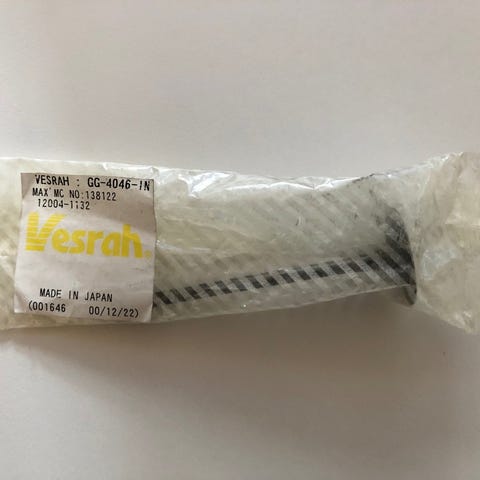 VESRAH : GG-4046-IN
MAX'MC NO:138122
12004-1132
Vesrah®
MADE IN JAPAN
(001646 00/12/22)